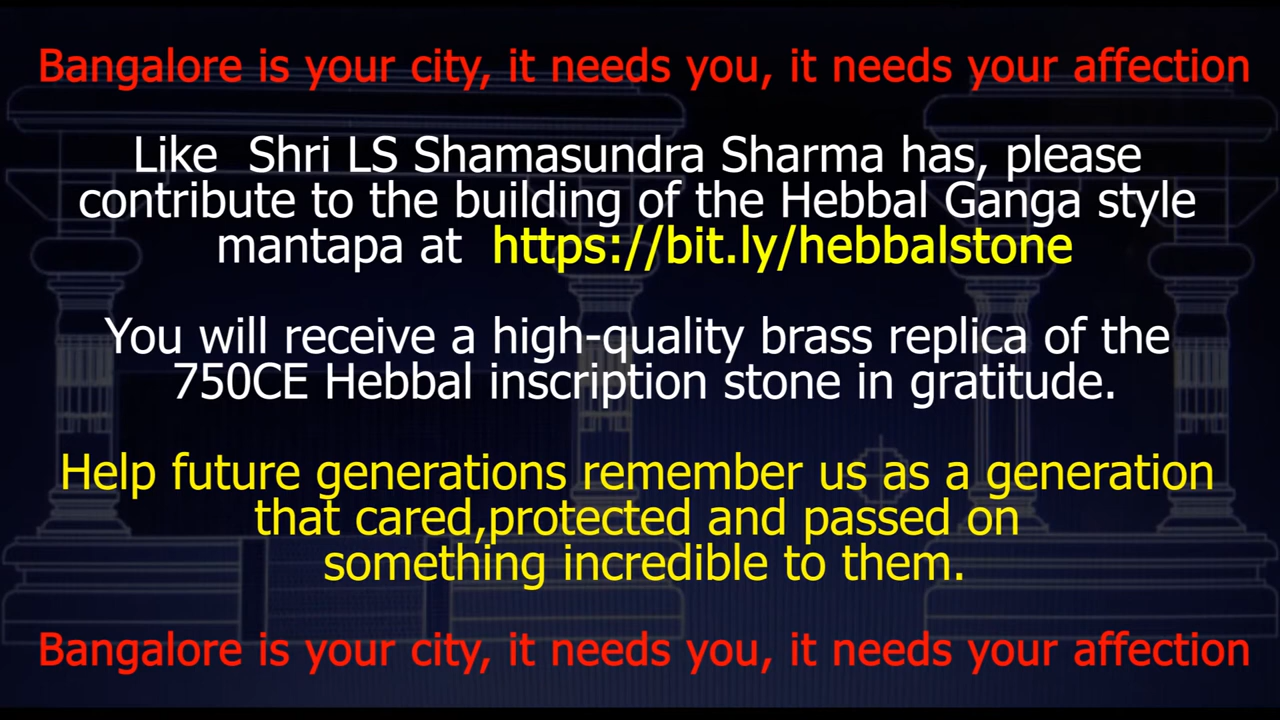 Bangalore is your city, it needs you, it needs your affection
Like Shri LS Shamasundra Sharma has, please
contribute to the building of the Hebbal Ganga style
mantapa at https://bit.ly/hebbalstone
You will receive a high-quality brass replica of the
750CE Hebbal inscription stone in gratitude.
Help future generations remember us as a generation
that cared,protected and passed on
something incredible to them.
Bangalore is your city, it needs you, it needs your affection